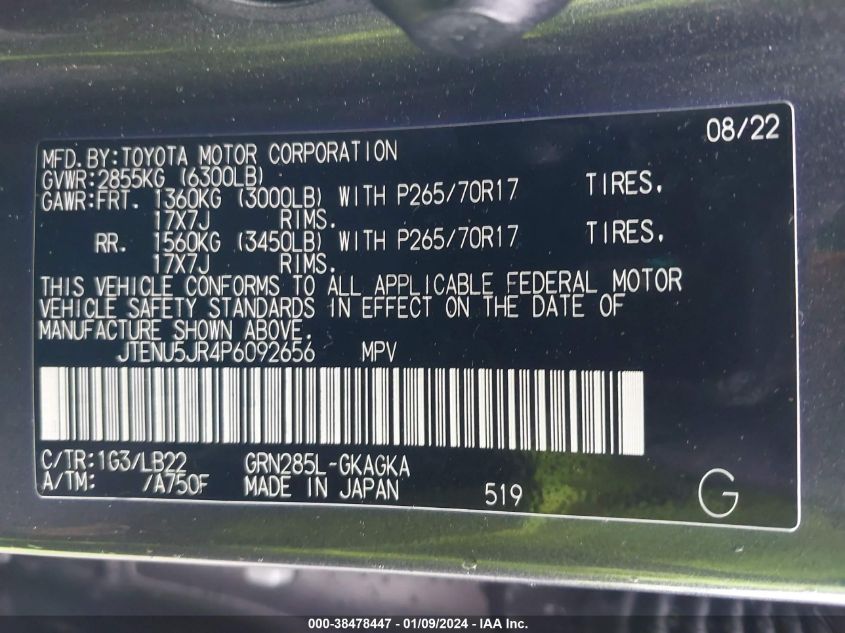 08/22
MFD.BY:TOYOTA MOTOR CORPORATION
GVWR:2855KG (6300LB)
GAWR:FRT. 1360KG (3000LB) WITH P265/70R17 TIRES.
17X7J RIMS.
RR. 1560KG (3450LB) WITH P265/70R17 TIRES.
17X7J RIMS.
THIS VEHICLE CONFORMS TO ALL APPLICABLE FEDERAL MOTOR
VEHICLE SAFETY STANDARDS IN EFFECT ON THE DATE OF
MANUFACTURE SHOWN ABOVE.
JTENU5JR4P6092656 MPV
C/TR:1G3/LB22 GRN285L-GKAGKA
A/TM: /A750F MADE IN JAPAN 519 G
000-38478447 - 01/09/2024 - IAA Inc.